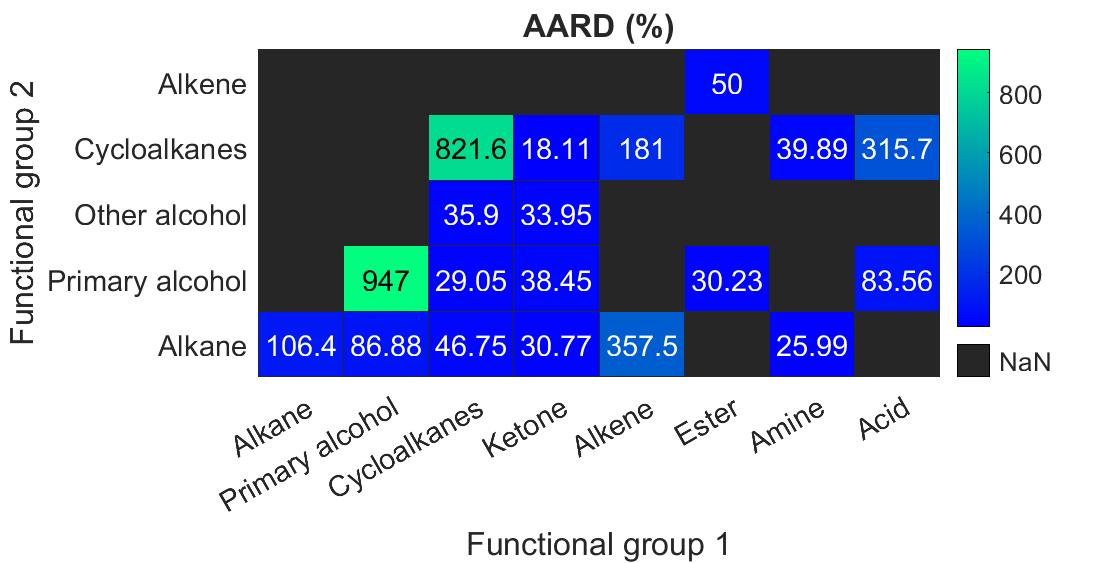 AARD (%)
Functional group 2
Alkene
50
Cycloalkanes
821.6 18.11 181 39.89 315.7
Other alcohol
35.9 33.95
Primary alcohol
947 29.05 38.45 30.23 83.56
Alkane
106.4 86.88 46.75 30.77 357.5 25.99
800
600
400
200
NaN
Alkane
Primary alcohol
Cycloalkanes
Ketone
Alkene
Ester
Amine
Acid
Functional group 1